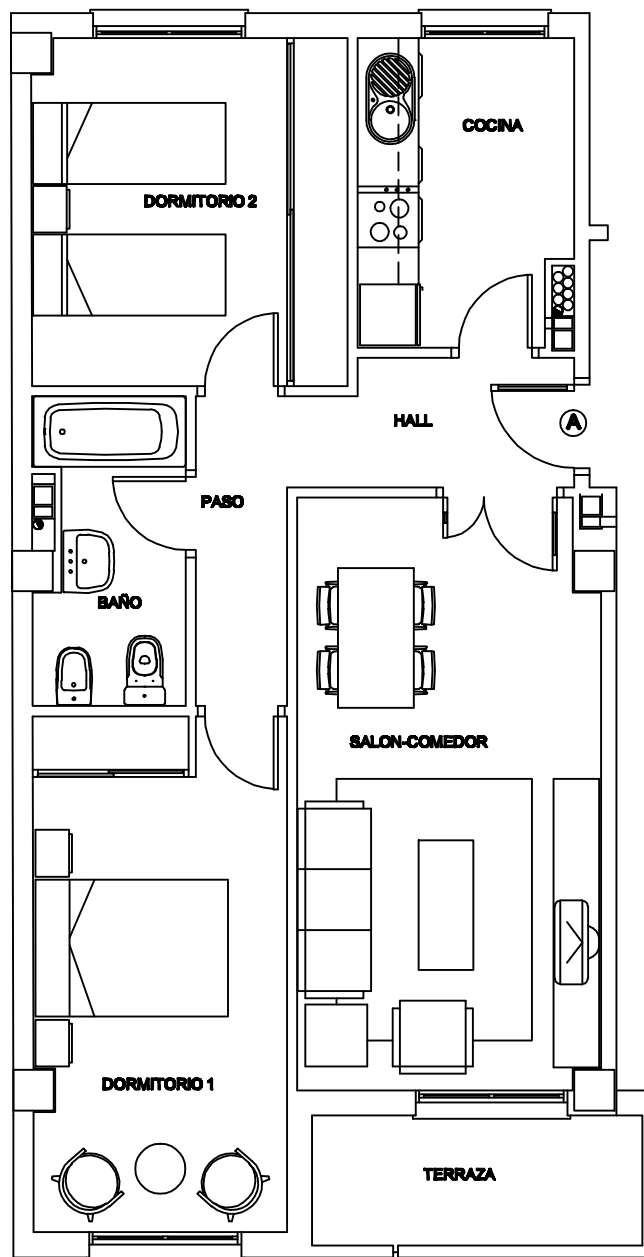 COCINA
DORMITORIO 2
HALL
A
PASO
BAÑO
SALON-COMEDOR
DORMITORIO 1
TERRAZA